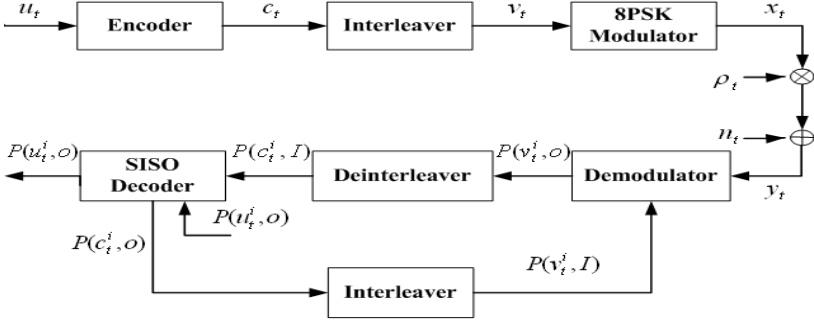 u_t
Encoder
c_t
Interleaver
v_t
8PSK
Modulator
x_t
ρ_t
n_t
y_t
Demodulator
P(v_t^i,o)
Deinterleaver
P(c_t^i,I)
SISO
Decoder
P(u_t^i,o)
P(u_t^i,o)
P(c_t^i,o)
Interleaver
P(v_t^i,I)